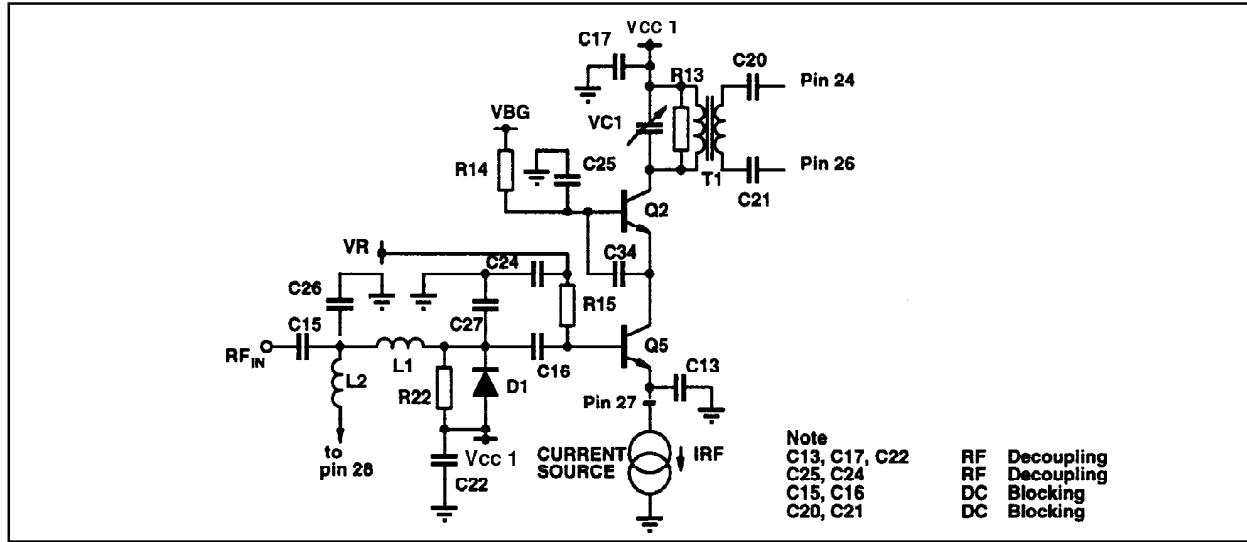 VCC 1
C17
R13
C20
Pin 24
VBG
VC1
R14
C25
T1
C21
Pin 26
Q2
VR
C24
C34
C26
R15
C27
C15
RFIN
L1
C16
Q5
L2
R22
D1
C13
Pin 27
to
pin 28
Vcc 1
C22
CURRENT
SOURCE
IRF
Note
C13, C17, C22 RF Decoupling
C25, C24 RF Decoupling
C15, C16 DC Blocking
C20, C21 DC Blocking